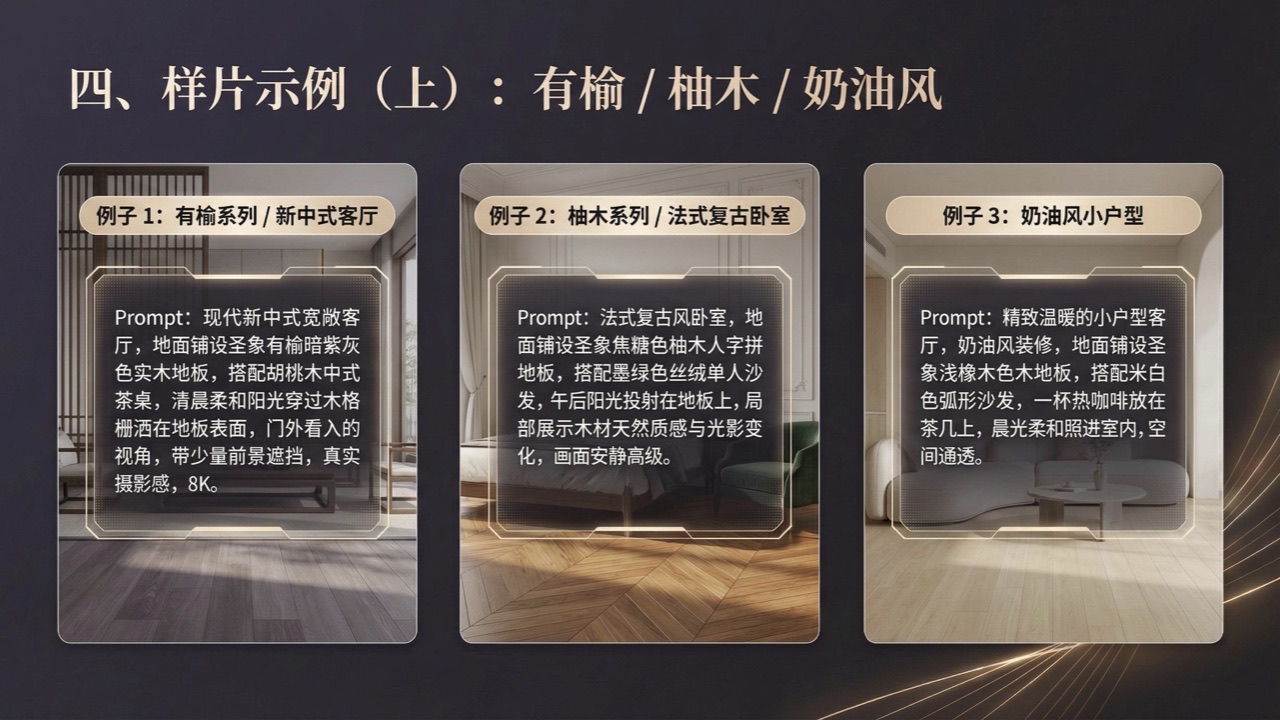 四、样片示例（上）：有榆 / 柚木 / 奶油风
例子 1：有榆系列 / 新中式客厅
Prompt：现代新中式宽敞客
厅，地面铺设圣象有榆暗紫灰
色实木地板，搭配胡桃木中式
茶桌，清晨柔和阳光穿过木格
栅洒在地板表面，门外看入的
视角，带少量前景遮挡，真实
摄影感，8K。
例子 2：柚木系列 / 法式复古卧室
Prompt：法式复古风卧室，地
面铺设圣象焦糖色柚木人字拼
地板，搭配墨绿色丝绒单人沙
发，午后阳光投射在地板上，局
部展示木材天然质感与光影变
化，画面安静高级。
例子 3：奶油风小户型
Prompt：精致温暖的小户型客
厅，奶油风装修，地面铺设圣
象浅橡木色木地板，搭配米白
色弧形沙发，一杯热咖啡放在
茶几上，晨光柔和照进室内，空
间通透。